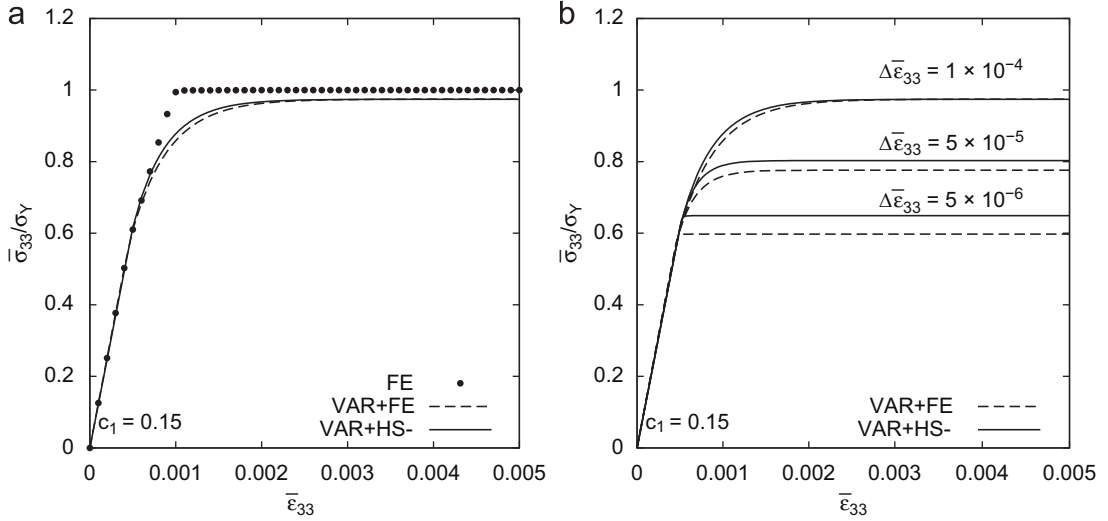 a
1.2
1
0.8
0.6
0.4
0.2
0
σ̅₃₃/σ_Y
FE
VAR+FE
c₁ = 0.15
VAR+HS-
0 0.001 0.002 0.003 0.004 0.005
ε̅₃₃
b
1.2
1
0.8
0.6
0.4
0.2
0
σ̅₃₃/σ_Y
Δε̅₃₃ = 1 × 10⁻⁴
Δε̅₃₃ = 5 × 10⁻⁵
Δε̅₃₃ = 5 × 10⁻⁶
VAR+FE
c₁ = 0.15
VAR+HS-
0 0.001 0.002 0.003 0.004 0.005
ε̅₃₃